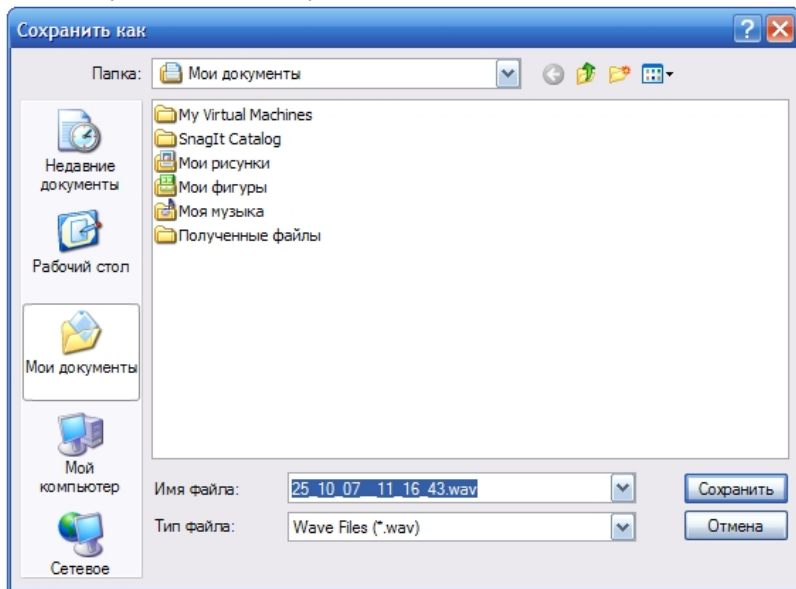 Сохранить как
Папка:
Мои документы
My Virtual Machines
SnagIt Catalog
Мои рисунки
Мои фигуры
Моя музыка
Полученные файлы
Недавние
документы
Рабочий стол
Мои документы
Мой
компьютер
Сетевое
Имя файла:
25_10_07__11_16_43.wav
Сохранить
Тип файла:
Wave Files (*.wav)
Отмена